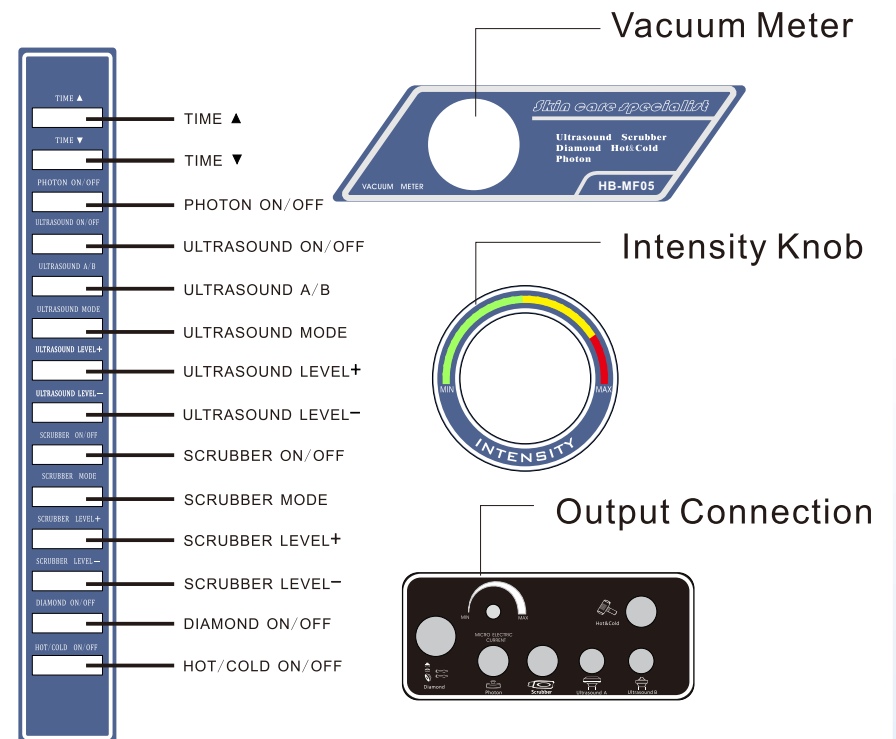 TIME ▲
TIME ▼
PHOTON ON/OFF
ULTRASOUND ON/OFF
ULTRASOUND A/B
ULTRASOUND MODE
ULTRASOUND LEVEL+
ULTRASOUND LEVEL−
SCRUBBER ON/OFF
SCRUBBER MODE
SCRUBBER LEVEL+
SCRUBBER LEVEL−
DIAMOND ON/OFF
HOT/COLD ON/OFF
TIME ▲
TIME ▼
PHOTON ON/OFF
ULTRASOUND ON/OFF
ULTRASOUND A/B
ULTRASOUND MODE
ULTRASOUND LEVEL+
ULTRASOUND LEVEL−
SCRUBBER ON/OFF
SCRUBBER MODE
SCRUBBER LEVEL+
SCRUBBER LEVEL−
DIAMOND ON/OFF
HOT/COLD ON/OFF
Vacuum Meter
Skin care specialist
Ultrasound Scrubber
Diamond Hot&Cold
Photon
VACUUM METER
HB-MF05
Intensity Knob
MIN
MAX
INTENSITY
Output Connection
MIN
MAX
MICRO ELECTRIC
CURRENT
Hot&Cold
Diamond
Photon
Scrubber
Ultrasound A
Ultrasound B